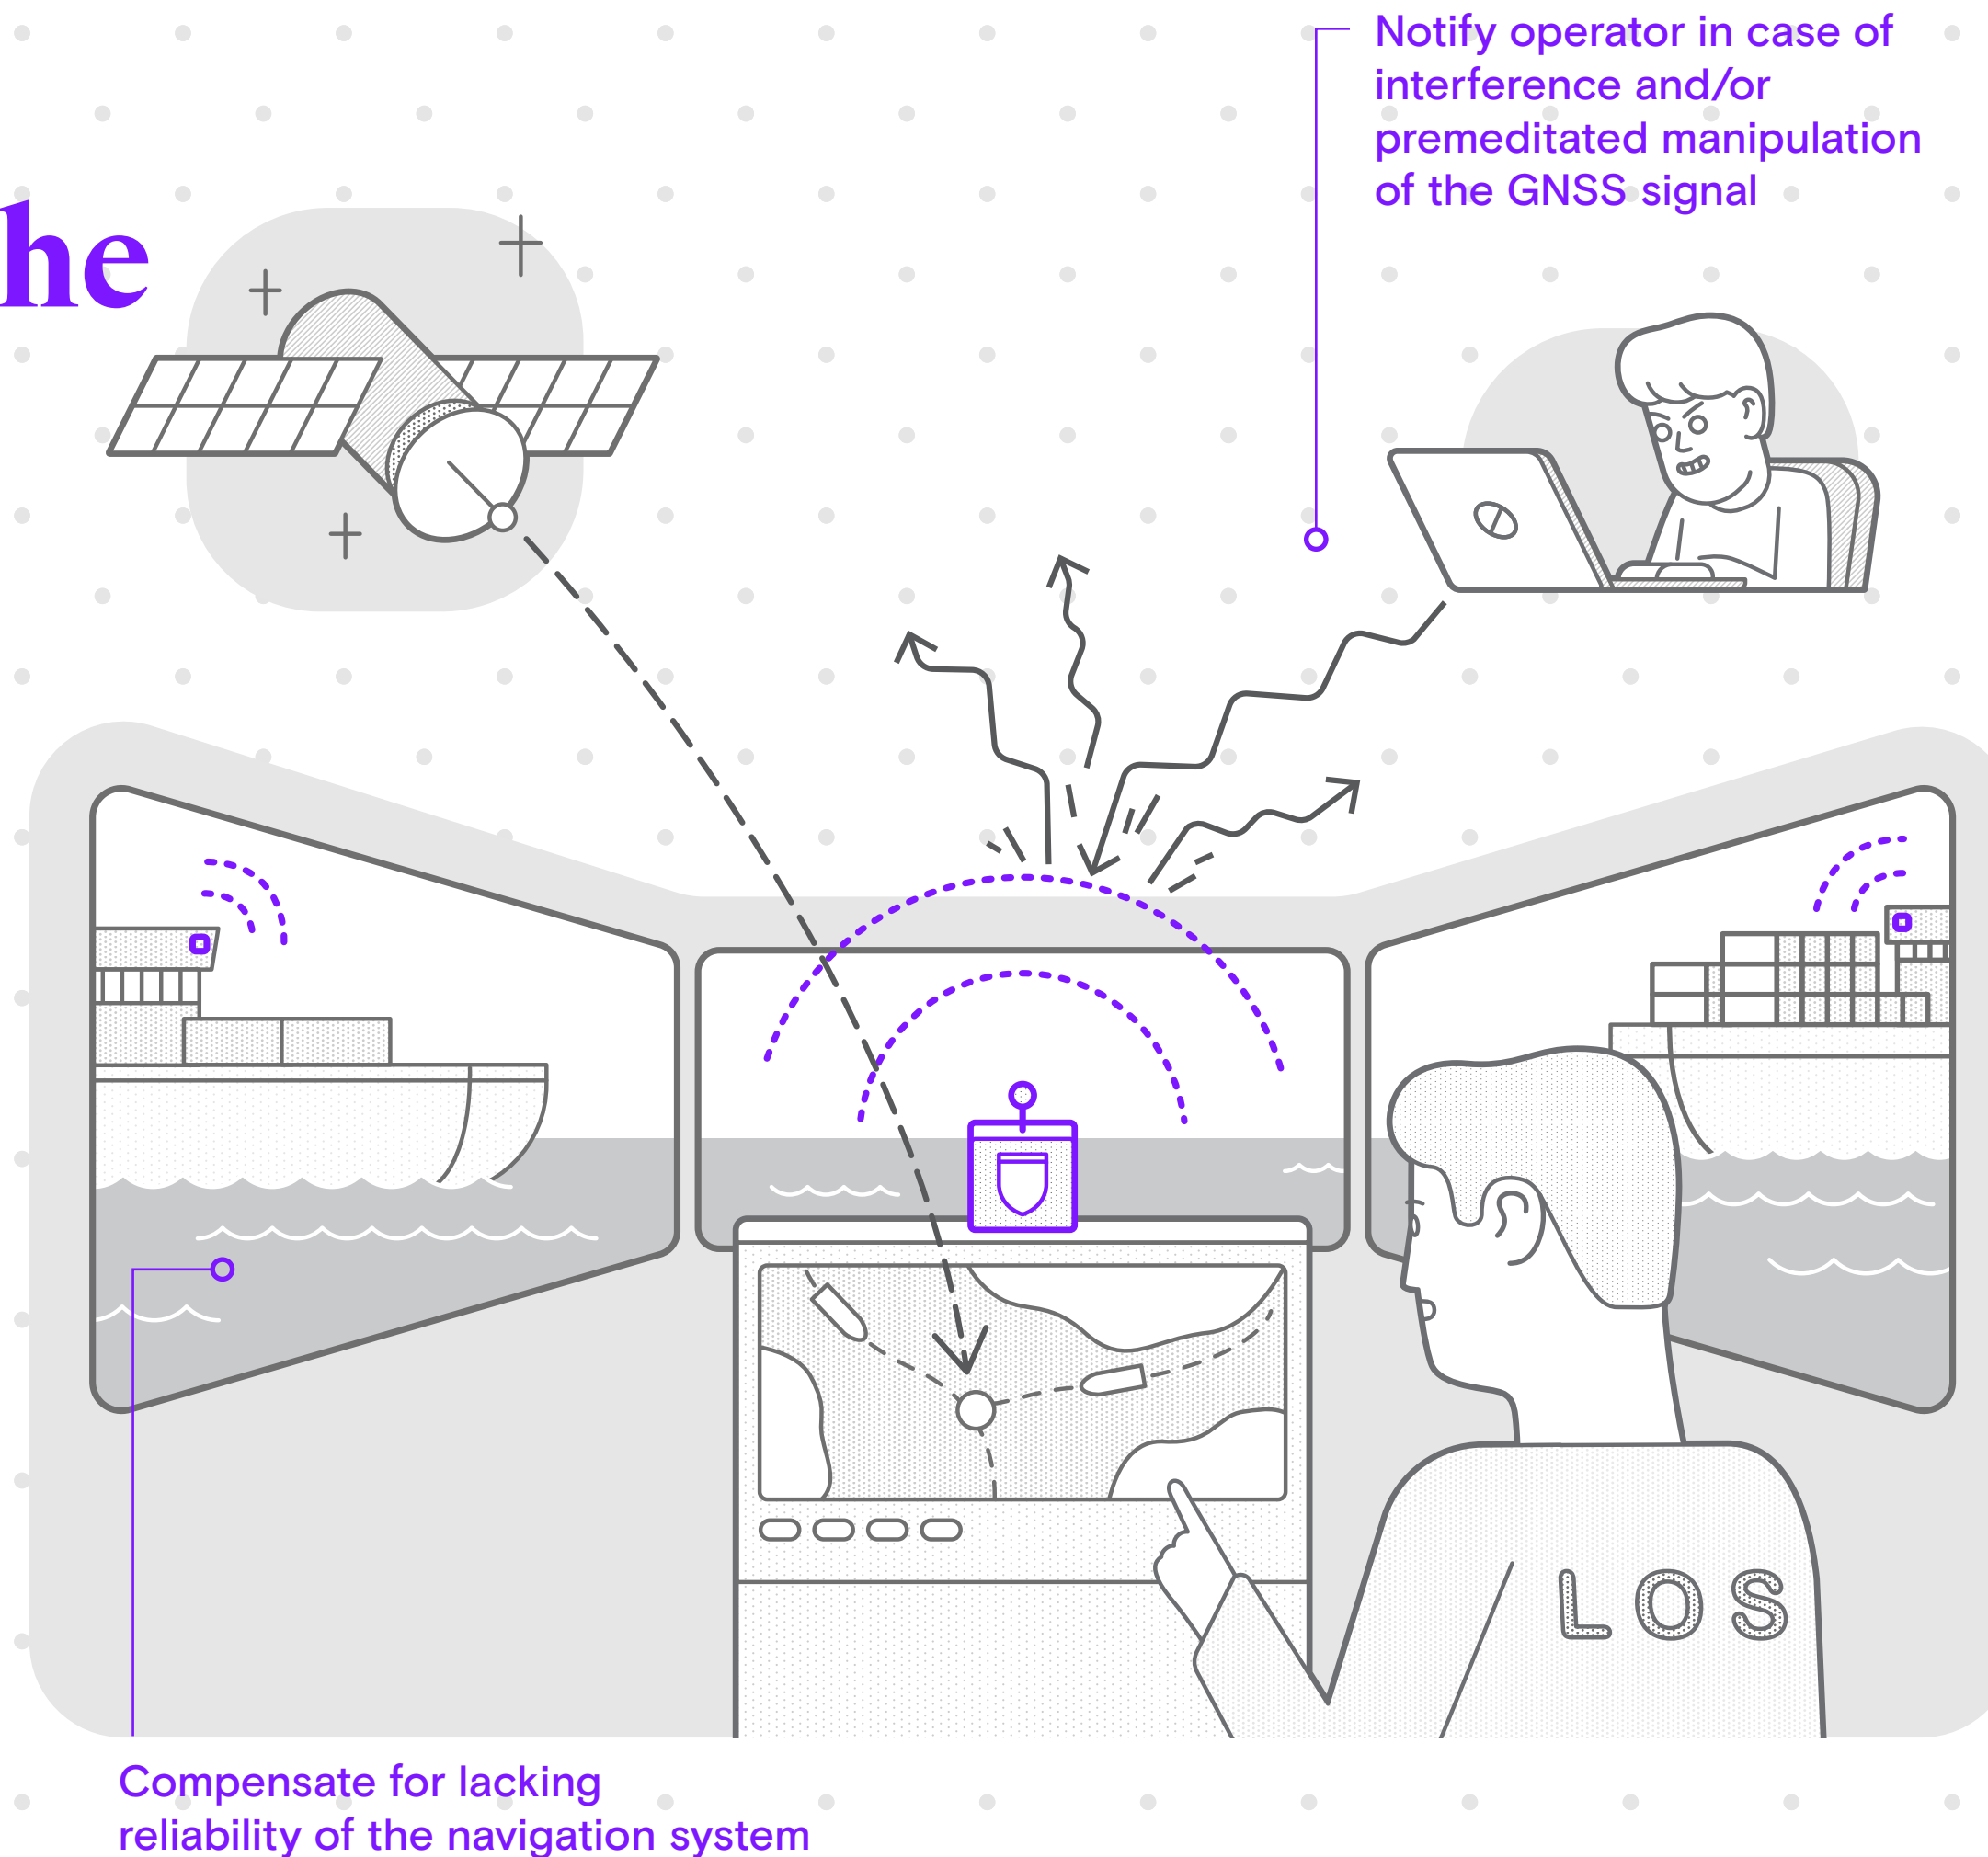 Notify operator in case of
interference and/or
premeditated manipulation
of the GNSS signal
he
LOS
Compensate for lacking
reliability of the navigation system